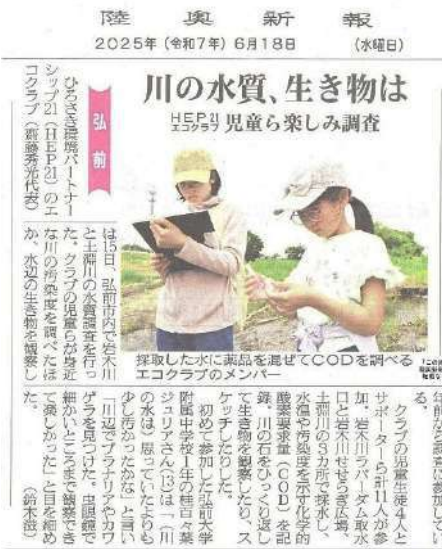 陸奥新報
2025年(令和7年)6月18日 (水曜日)
川の水質、生き物は
HEP21
エコクラブ 児童ら楽しみ調査
弘前
ひろさき環境パートナー
シップ21(HEP21)のエ
コクラブ(齋藤秀光代表)
は15日、弘前市内で岩木川
と土淵川の水質調査を行っ
た。クラブの児童らが身近
な川の汚染度を調べたほ
か、水辺の生き物を観察し
採取した水に薬品を混ぜてCODを調べる
エコクラブのメンバー
る。
クラブの児童生徒4人と
サポーターら計11人が参
加。岩木川ラバーダム取水
口と岩木川せせらぎ広場、
土淵川の3カ所で採水し、
水温や汚染度を示す化学的
酸素要求量(COD)を記
録。川の石をひっくり返し
て生き物を観察したり、ス
ケッチしたりした。
初めて参加した弘前大学
附属中学校1年の桂百々葉
ジュリアさん(13)は「(川
の水は)思っていたよりも
少し汚かったかな」と言い
「川辺でプラナリアやカワ
ゲラを見つけた。虫眼鏡で
細かいところまで観察でき
て楽しかった」と目を細め
た。 (鈴木滋)